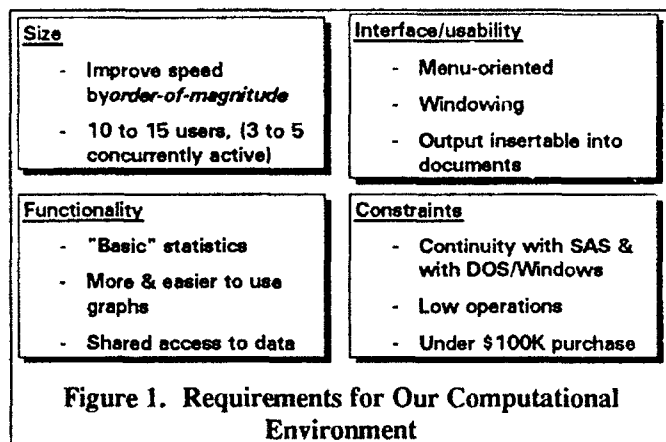 Size
- Improve speed
byorder-of-magnitude
- 10 to 15 users, (3 to 5
concurrently active)
Interface/usability
- Menu-oriented
- Windowing
- Output insertable into
documents
Functionality
- "Basic" statistics
- More & easier to use
graphs
- Shared access to data
Constraints
- Continuity with SAS &
with DOS/Windows
- Low operations
- Under $100K purchase
Figure 1. Requirements for Our Computational
Environment